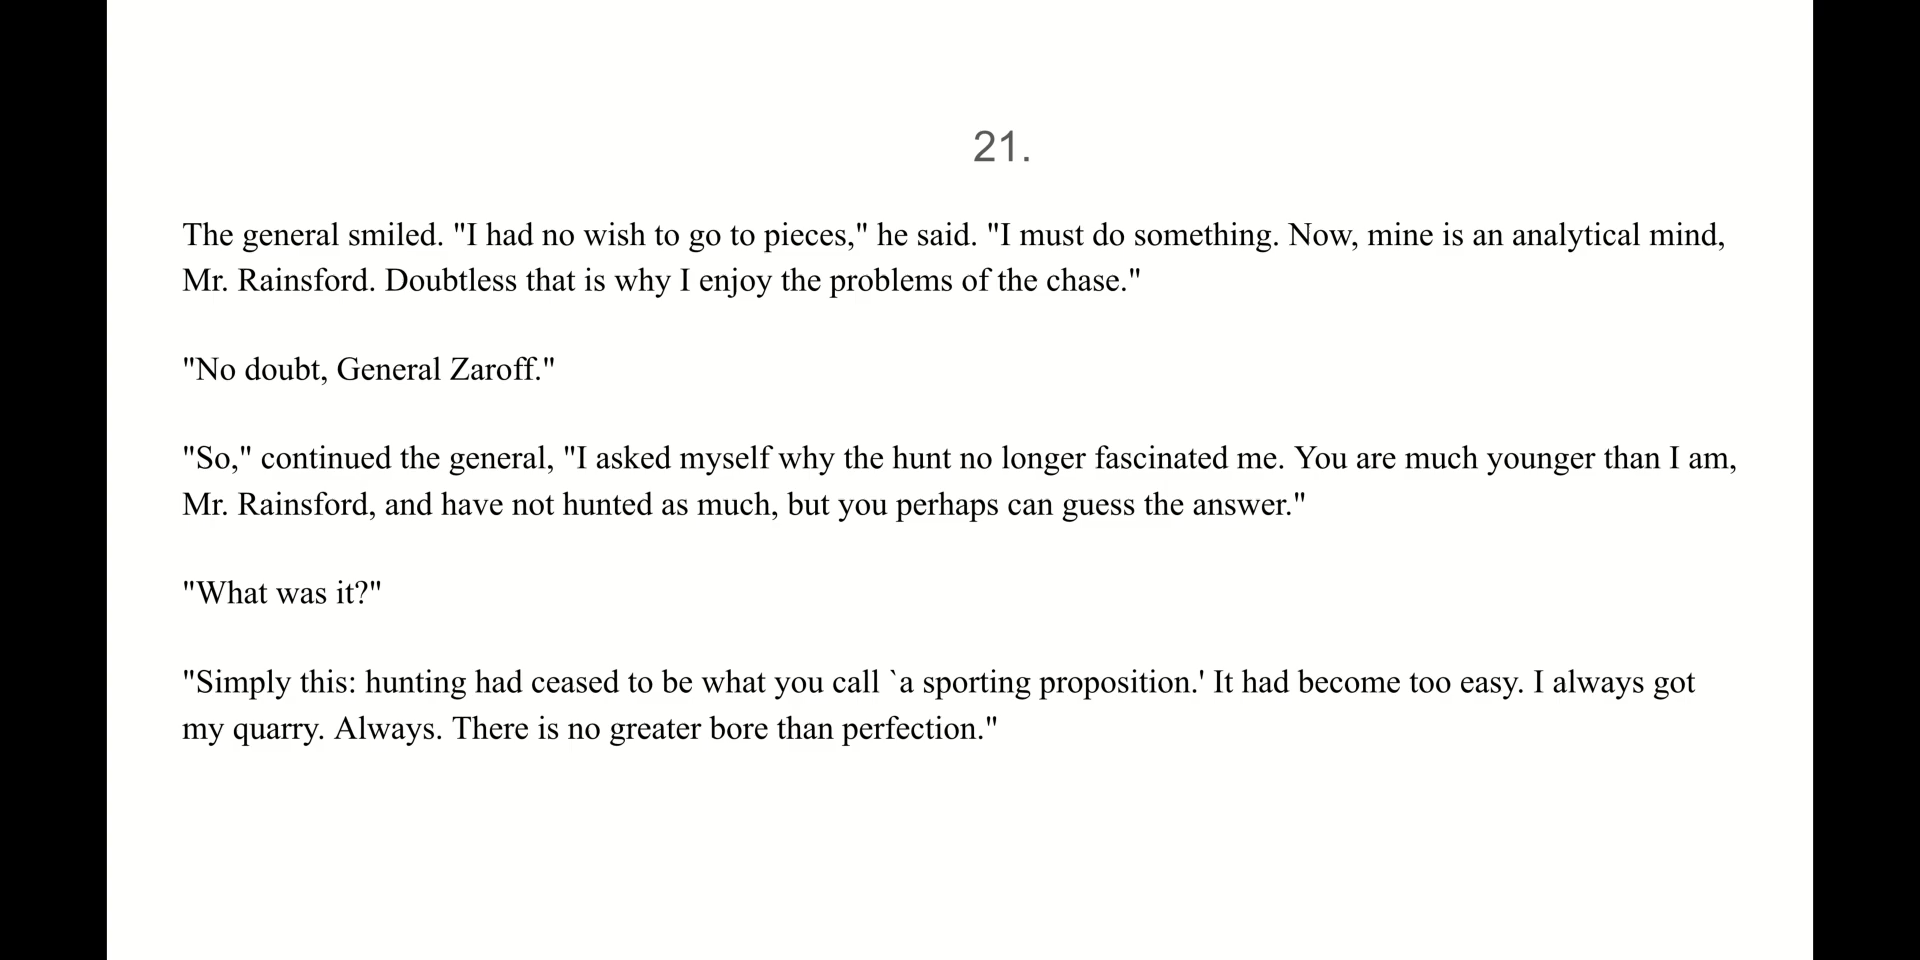 21.
The general smiled. "I had no wish to go to pieces," he said. "I must do something. Now, mine is an analytical mind,
Mr. Rainsford. Doubtless that is why I enjoy the problems of the chase."
"No doubt, General Zaroff."
"So," continued the general, "I asked myself why the hunt no longer fascinated me. You are much younger than I am,
Mr. Rainsford, and have not hunted as much, but you perhaps can guess the answer."
"What was it?"
"Simply this: hunting had ceased to be what you call `a sporting proposition.' It had become too easy. I always got
my quarry. Always. There is no greater bore than perfection."